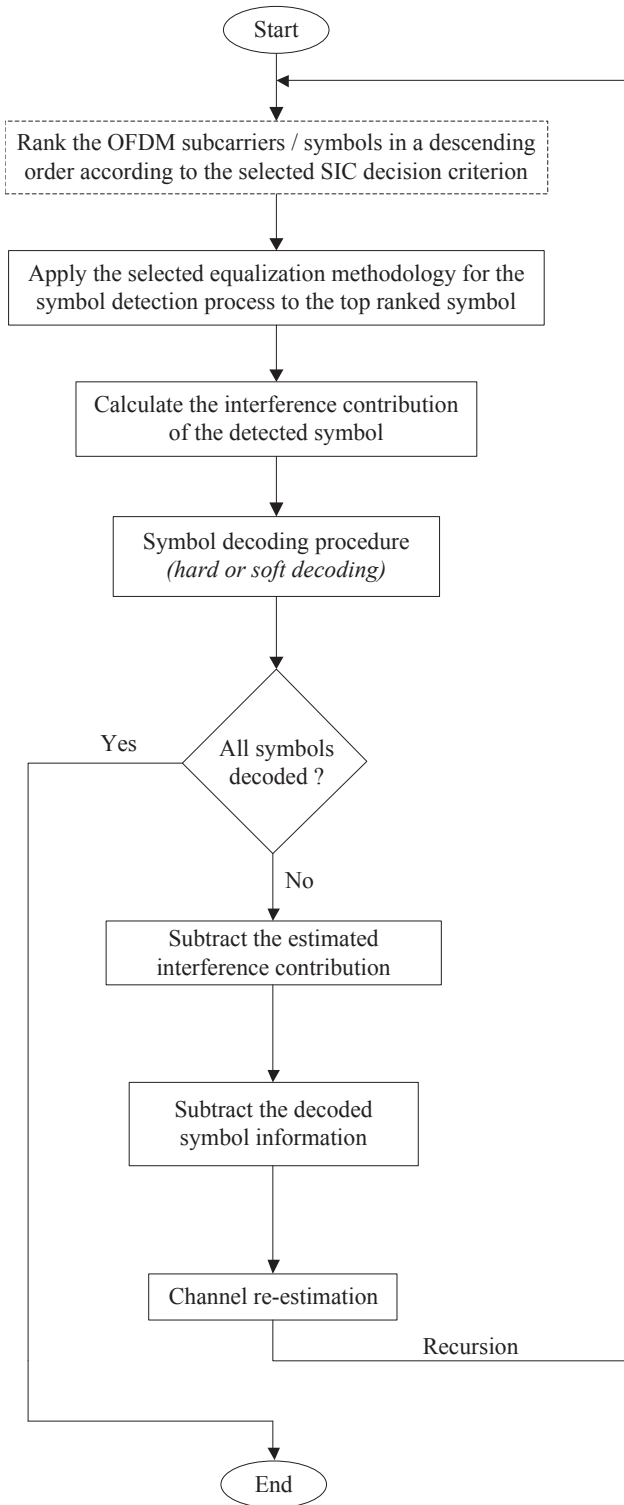 Start
Rank the OFDM subcarriers / symbols in a descending
order according to the selected SIC decision criterion
Apply the selected equalization methodology for the
symbol detection process to the top ranked symbol
Calculate the interference contribution
of the detected symbol
Symbol decoding procedure
(hard or soft decoding)
Yes
All symbols
decoded ?
No
Subtract the estimated
interference contribution
Subtract the decoded
symbol information
Channel re-estimation
Recursion
End